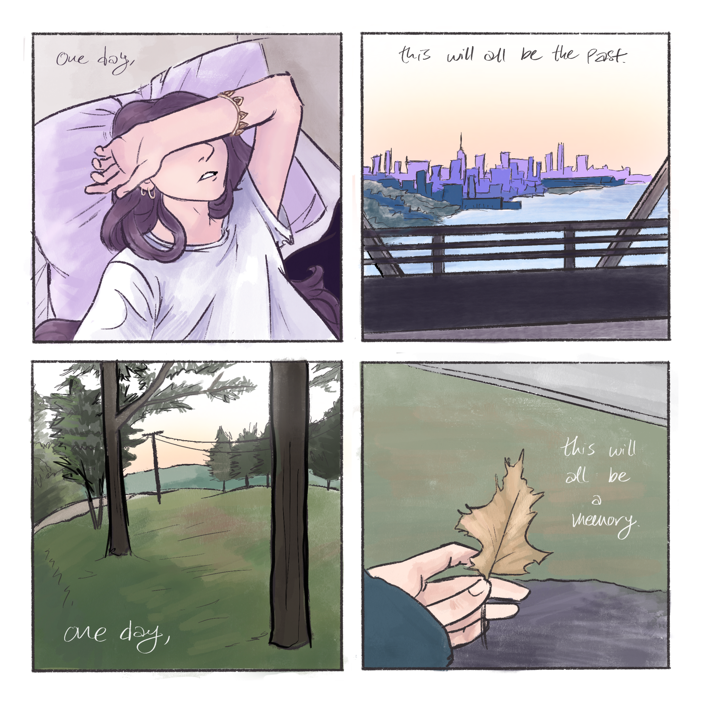 one day,
this will all be the past.
one day,
this will
all be
a
memory.